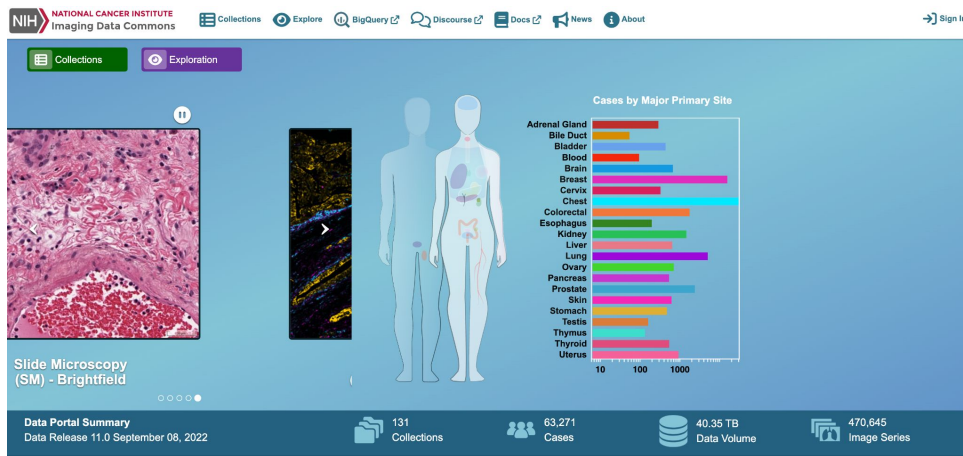 NIH
NATIONAL CANCER INSTITUTE
Imaging Data Commons
Collections
Explore
BigQuery
Discourse
Docs
News
About
Sign In
Collections
Exploration
Cases by Major Primary Site
Adrenal Gland
Bile Duct
Bladder
Blood
Brain
Breast
Cervix
Chest
Colorectal
Esophagus
Kidney
Liver
Lung
Ovary
Pancreas
Prostate
Skin
Stomach
Testis
Thymus
Thyroid
Uterus
10 100 1000
Slide Microscopy
(SM) - Brightfield
Data Portal Summary
Data Release 11.0 September 08, 2022
131
Collections
63,271
Cases
40.35 TB
Data Volume
470,645
Image Series